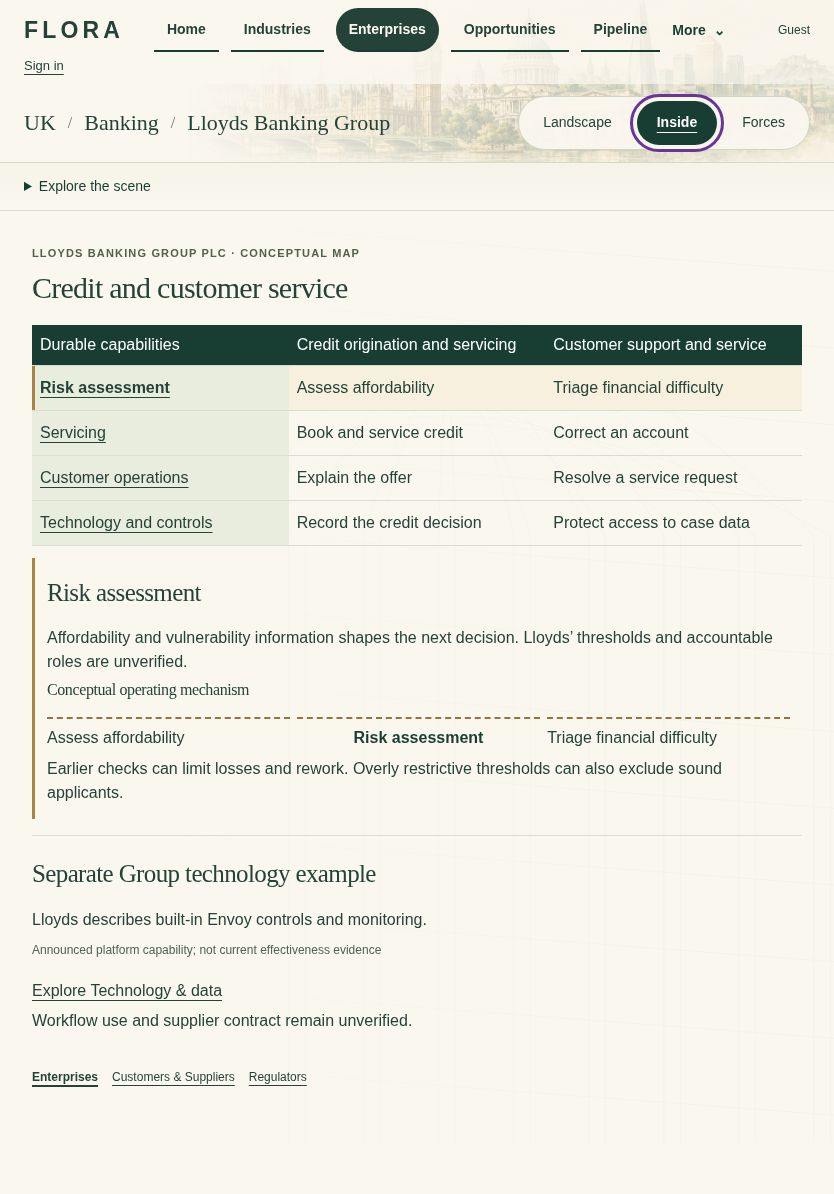 FLORA
Home
Industries
Enterprises
Opportunities
Pipeline
More
Guest
Sign in
UK / Banking / Lloyds Banking Group
Landscape
Inside
Forces
Explore the scene
LLOYDS BANKING GROUP PLC · CONCEPTUAL MAP
Credit and customer service
Durable capabilities
Credit origination and servicing
Customer support and service
Risk assessment
Assess affordability
Triage financial difficulty
Servicing
Book and service credit
Correct an account
Customer operations
Explain the offer
Resolve a service request
Technology and controls
Record the credit decision
Protect access to case data
Risk assessment
Affordability and vulnerability information shapes the next decision. Lloyds’ thresholds and accountable
roles are unverified.
Conceptual operating mechanism
Assess affordability
Risk assessment
Triage financial difficulty
Earlier checks can limit losses and rework. Overly restrictive thresholds can also exclude sound
applicants.
Separate Group technology example
Lloyds describes built-in Envoy controls and monitoring.
Announced platform capability; not current effectiveness evidence
Explore Technology & data
Workflow use and supplier contract remain unverified.
Enterprises
Customers & Suppliers
Regulators